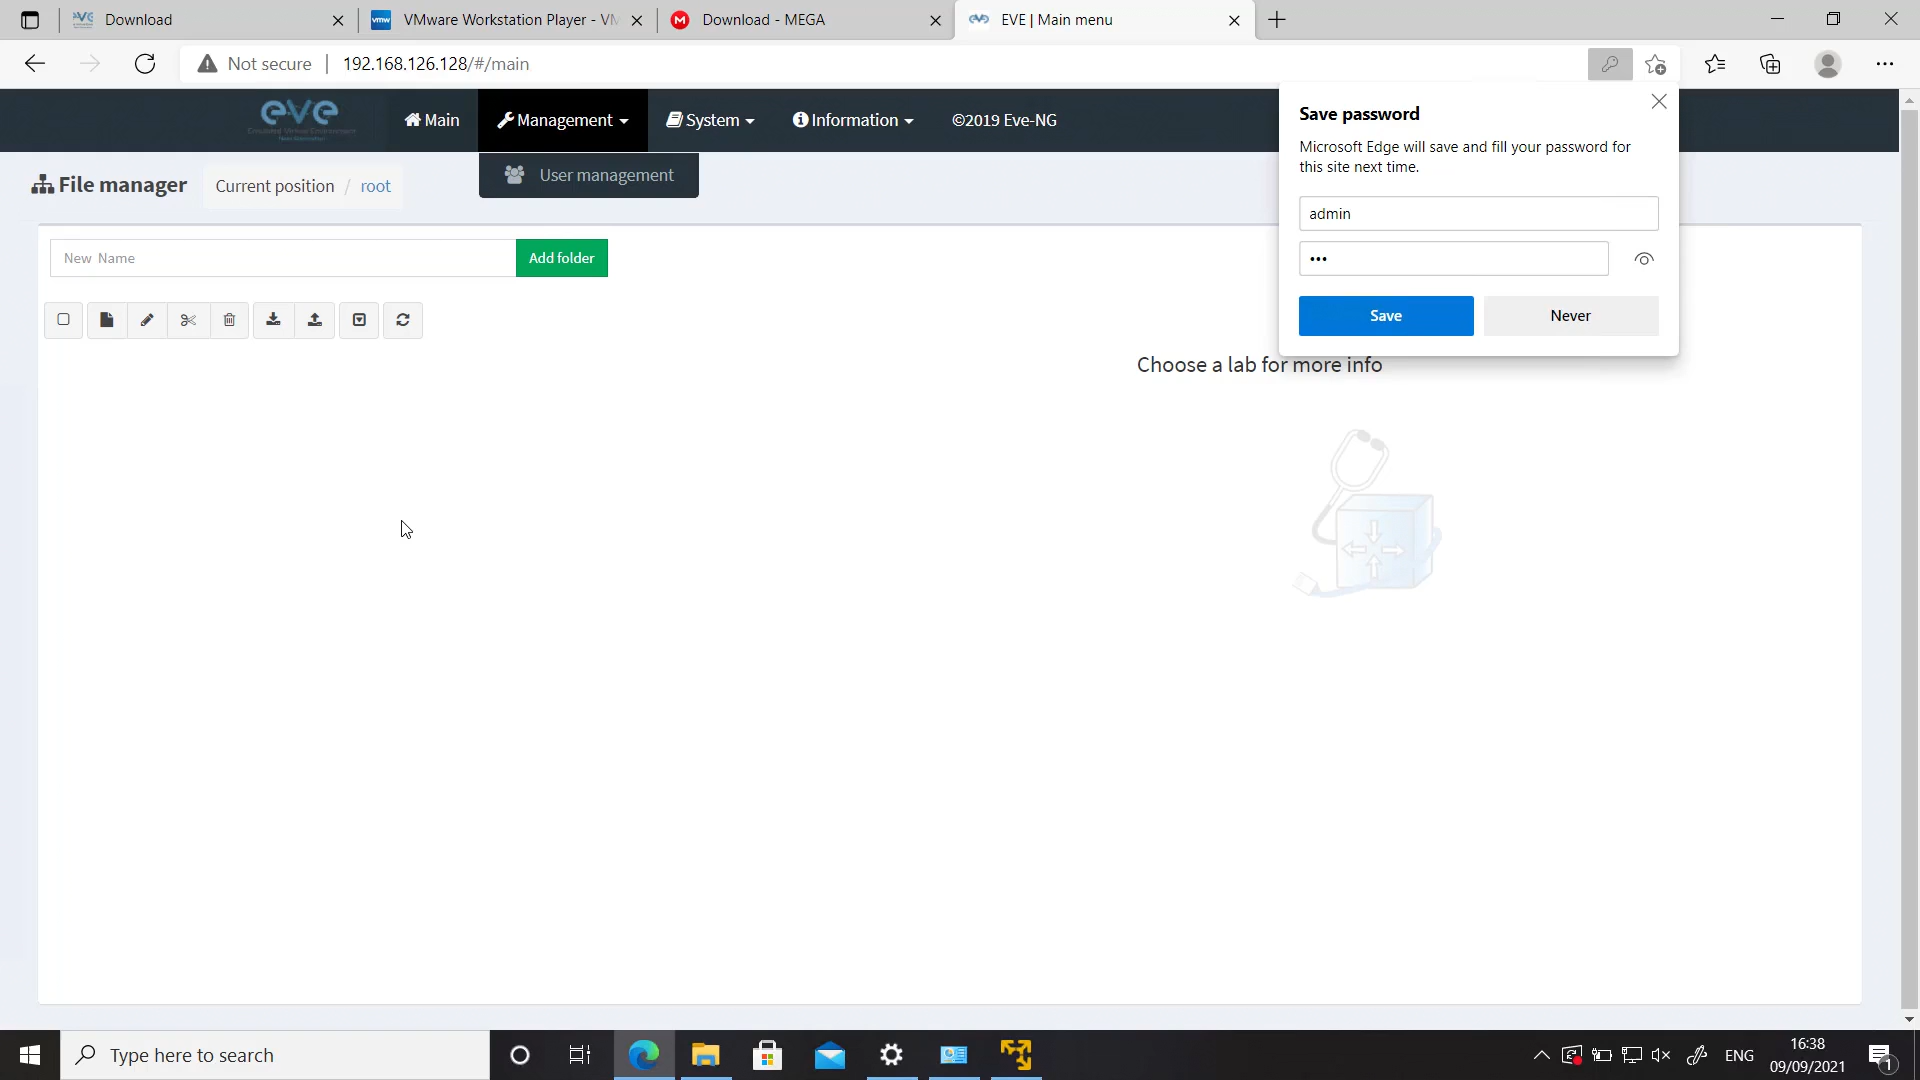 Download
vmw
VMware Workstation Player - VM
M
Download - MEGA
EVE | Main menu
Not secure
192.168.126.128/#/main
eve
Main
Management
System
Information
©2019 Eve-NG
User management
File manager
Current position / root
New Name
Add folder
Choose a lab for more info
Save password
Microsoft Edge will save and fill your password for
this site next time.
admin
•••
Save
Never
Type here to search
ENG
16:38
09/09/2021
1